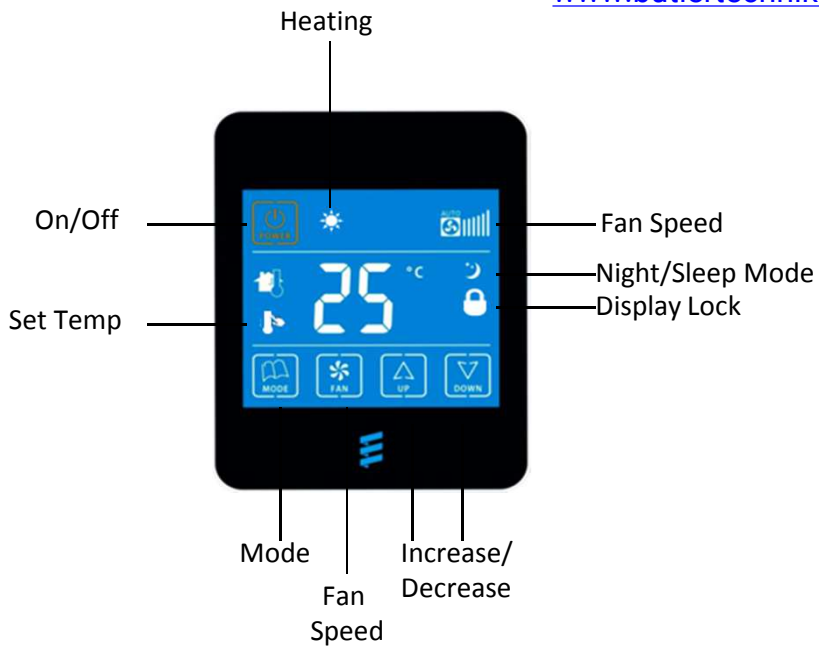 Heating
On/Off
POWER
AUTO
Fan Speed
25 °C
Night/Sleep Mode
Display Lock
Set Temp
MODE
FAN
UP
DOWN
Mode
Increase/
Decrease
Fan
Speed